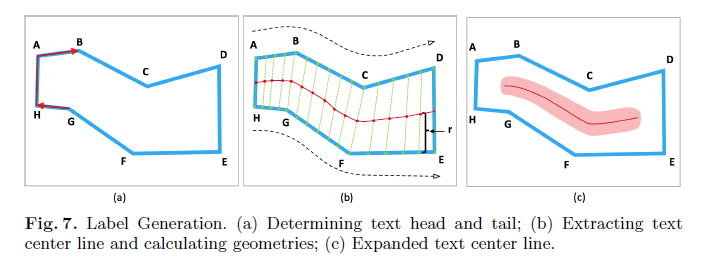 A B C D E F G H
(a)
A B C D E F G H r
(b)
A B C D E F G H
(c)
Fig. 7. Label Generation. (a) Determining text head and tail; (b) Extracting text
center line and calculating geometries; (c) Expanded text center line.